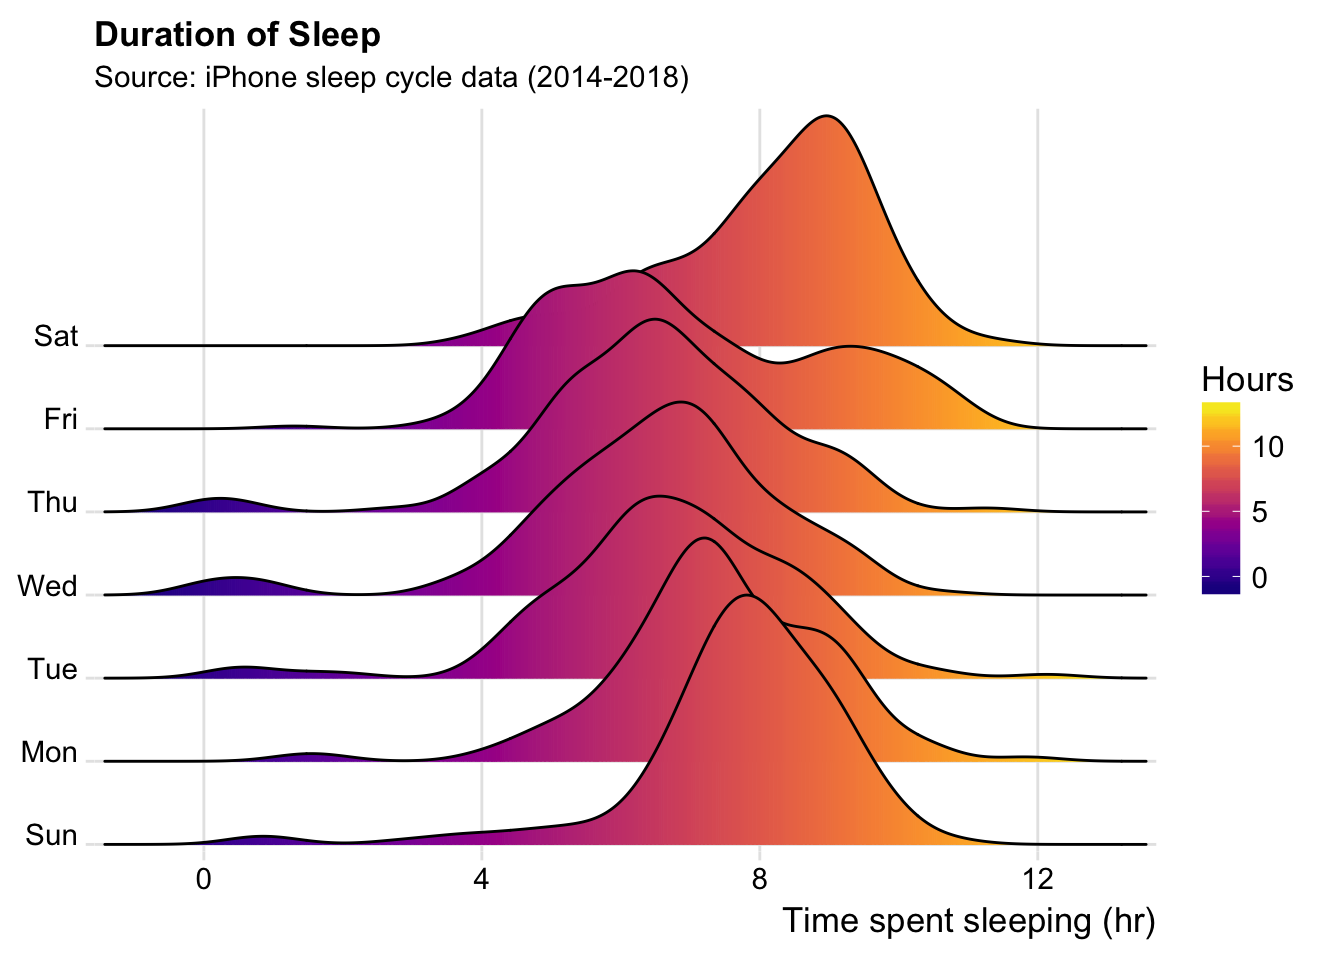 Duration of Sleep
Source: iPhone sleep cycle data (2014-2018)
Sat
Fri
Thu
Wed
Tue
Mon
Sun
0 4 8 12
Time spent sleeping (hr)
Hours
10
5
0